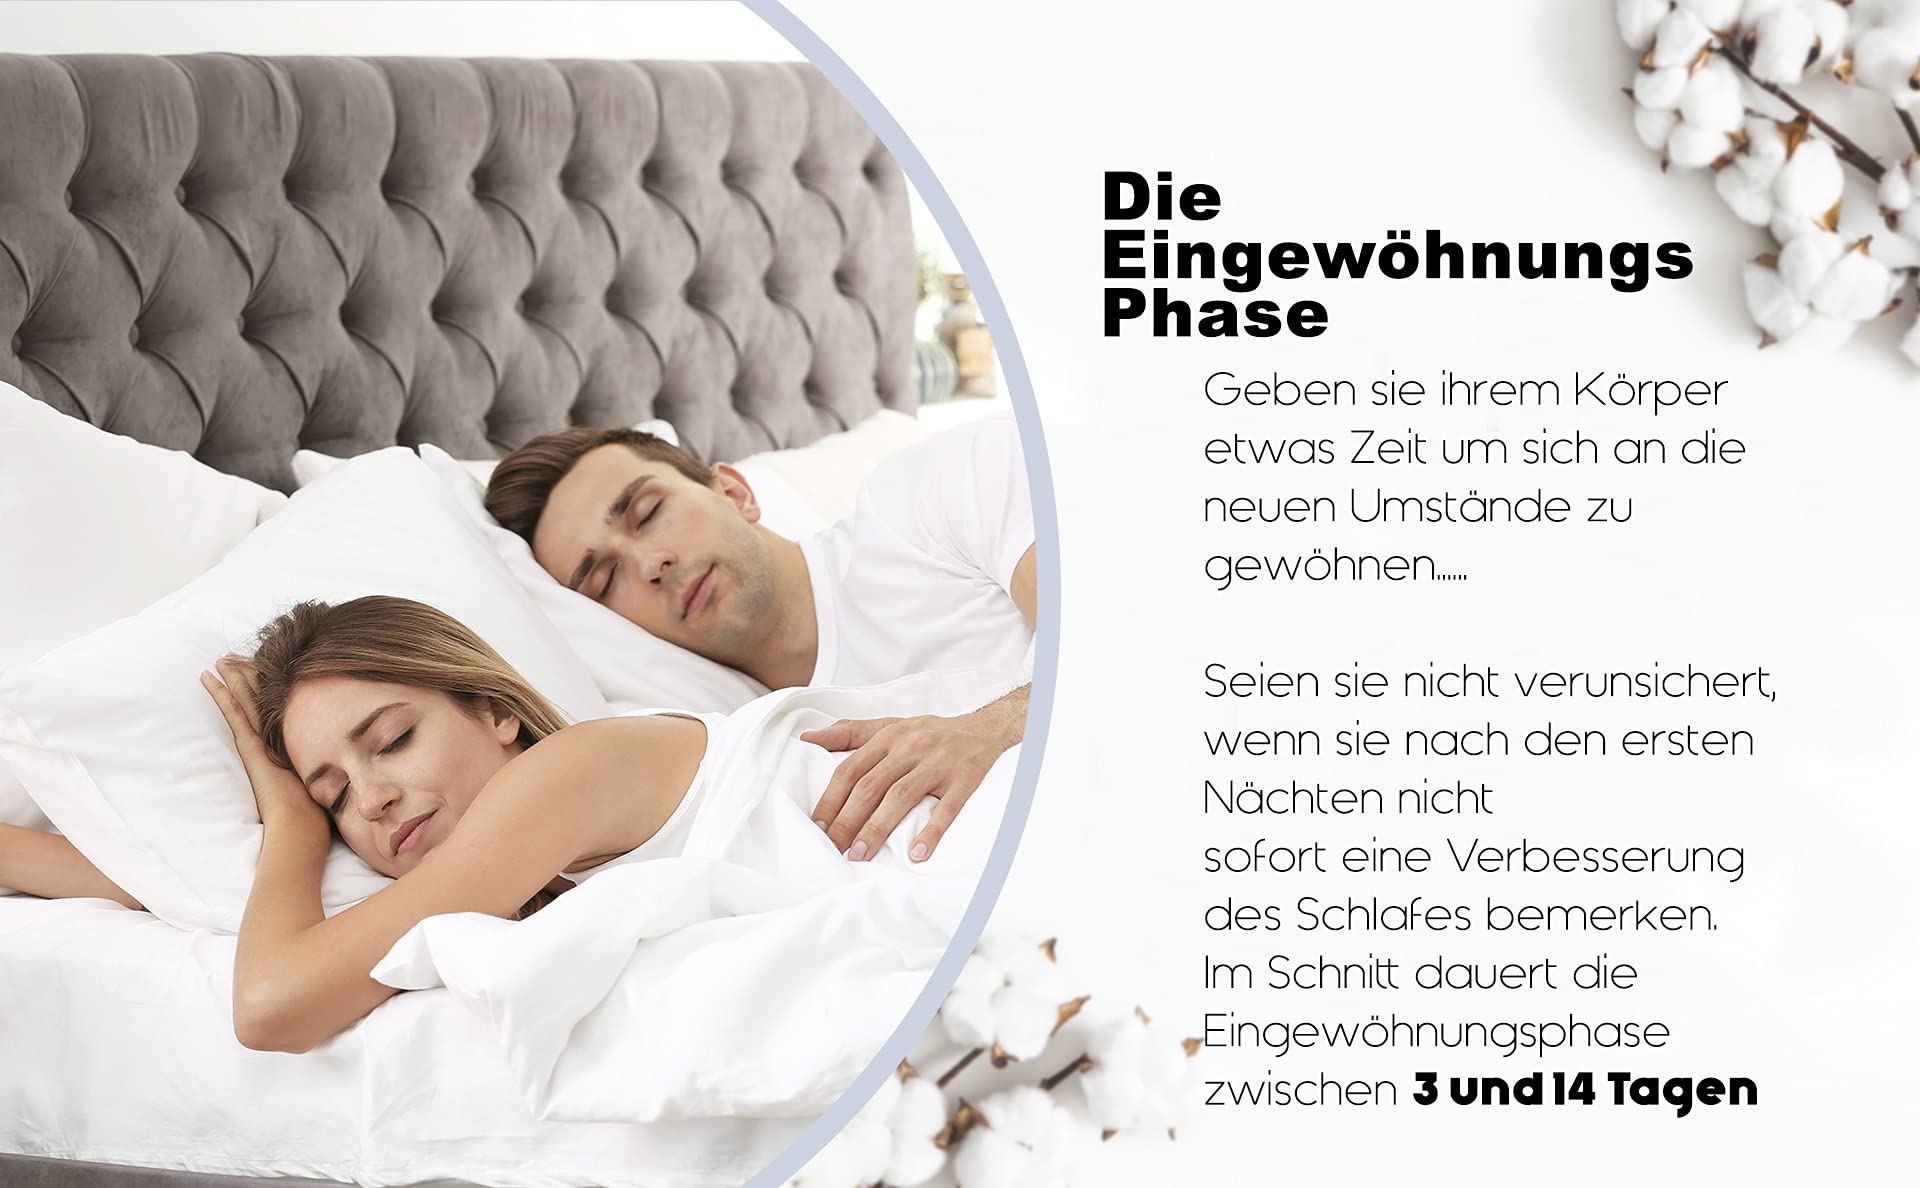 Die
Eingewöhnungs
Phase
Geben sie ihrem Körper
etwas Zeit um sich an die
neuen Umstände zu
gewöhnen......
Seien sie nicht verunsichert,
wenn sie nach den ersten
Nächten nicht
sofort eine Verbesserung
des Schlafes bemerken.
Im Schnitt dauert die
Eingewöhnungsphase
zwischen 3 und 14 Tagen